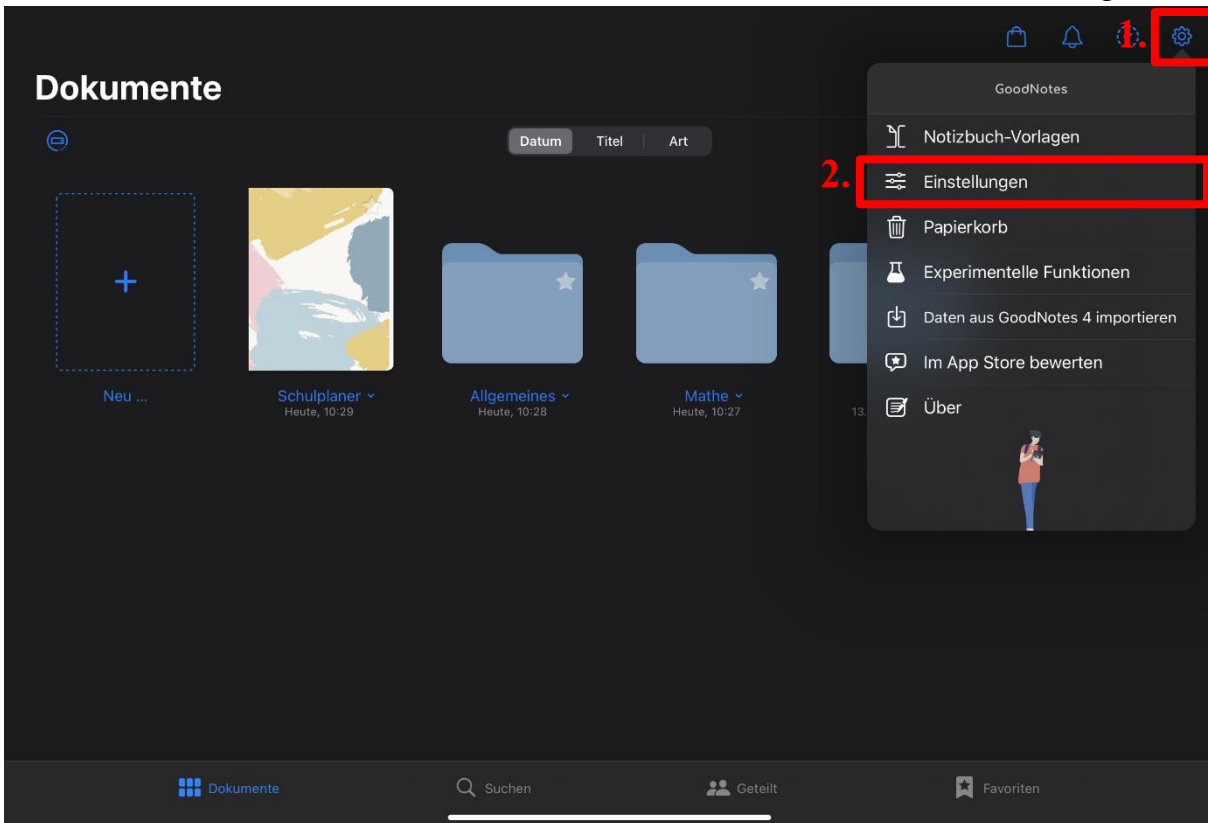 1.
Dokumente
GoodNotes
Datum Titel Art
Notizbuch-Vorlagen
2.
Einstellungen
Papierkorb
Experimentelle Funktionen
Daten aus GoodNotes 4 importieren
Im App Store bewerten
Über
Neu ...
Schulplaner
Heute, 10:29
Allgemeines
Heute, 10:28
Mathe
Heute, 10:27
13.
Dokumente Suchen Geteilt Favoriten